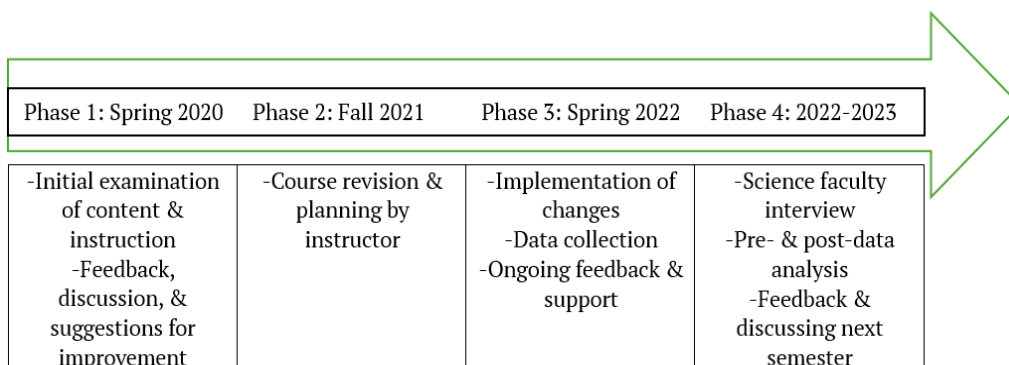 Phase 1: Spring 2020 Phase 2: Fall 2021 Phase 3: Spring 2022 Phase 4: 2022-2023
-Initial examination
of content &
instruction
-Feedback,
discussion, &
suggestions for
improvement
-Course revision &
planning by
instructor
-Implementation of
changes
-Data collection
-Ongoing feedback &
support
-Science faculty
interview
-Pre- & post-data
analysis
-Feedback &
discussing next
semester